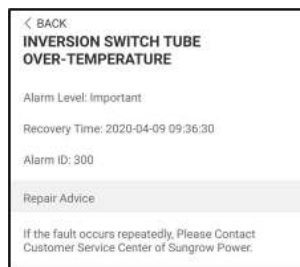 < BACK
INVERSION SWITCH TUBE
OVER-TEMPERATURE
Alarm Level: Important
Recovery Time: 2020-04-09 09:36:30
Alarm ID: 300
Repair Advice
If the fault occurs repeatedly, Please Contact
Customer Service Center of Sungrow Power.